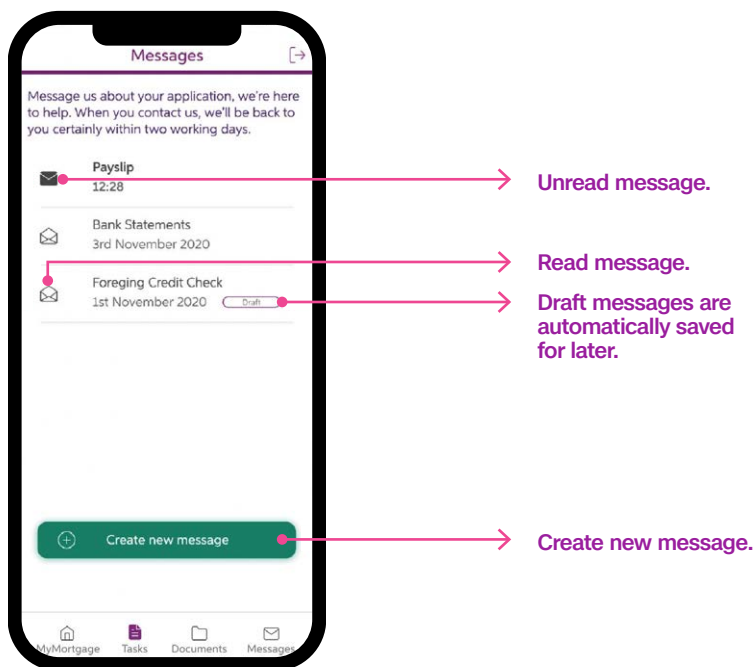 Messages
Message us about your application, we're here
to help. When you contact us, we'll be back to
you certainly within two working days.
Payslip
12:28
Unread message.
Bank Statements
3rd November 2020
Read message.
Foreging Credit Check
1st November 2020 Draft
Draft messages are
automatically saved
for later.
Create new message
Create new message.
MyMortgage Tasks Documents Messages